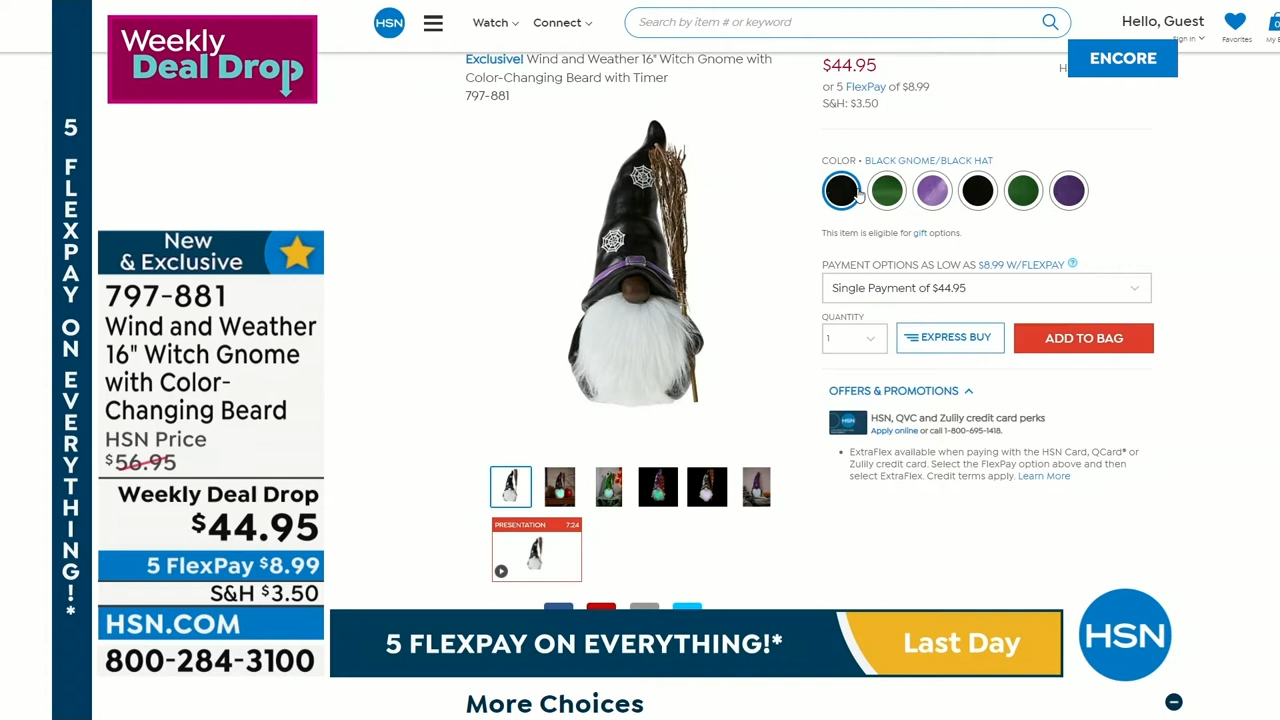 5 FLEXPAY ON EVERYTHING!*
Weekly
Deal Drop
New
& Exclusive
797-881
Wind and Weather
16" Witch Gnome
with Color-
Changing Beard
HSN Price
$56.95
Weekly Deal Drop
$44.95
5 FlexPay $8.99
S&H $3.50
HSN.COM
800-284-3100
HSN
Watch
Connect
Search by item # or keyword
Hello, Guest
Sign In
Favorites
0
ENCORE
Exclusive! Wind and Weather 16" Witch Gnome with
Color-Changing Beard with Timer
797-881
$44.95
or 5 FlexPay of $8.99
S&H: $3.50
COLOR • BLACK GNOME/BLACK HAT
This item is eligible for gift options.
PAYMENT OPTIONS AS LOW AS $8.99 W/FLEXPAY ?
Single Payment of $44.95
QUANTITY
1
EXPRESS BUY
ADD TO BAG
OFFERS & PROMOTIONS
HSN
HSN, QVC and Zulily credit card perks
Apply online or call 1-800-695-1418.
• ExtraFlex available when paying with the HSN Card, QCard® or
Zulily credit card. Select the FlexPay option above and then
select ExtraFlex. Credit terms apply. Learn More
PRESENTATION 7:24
5 FLEXPAY ON EVERYTHING!*
Last Day
HSN
More Choices